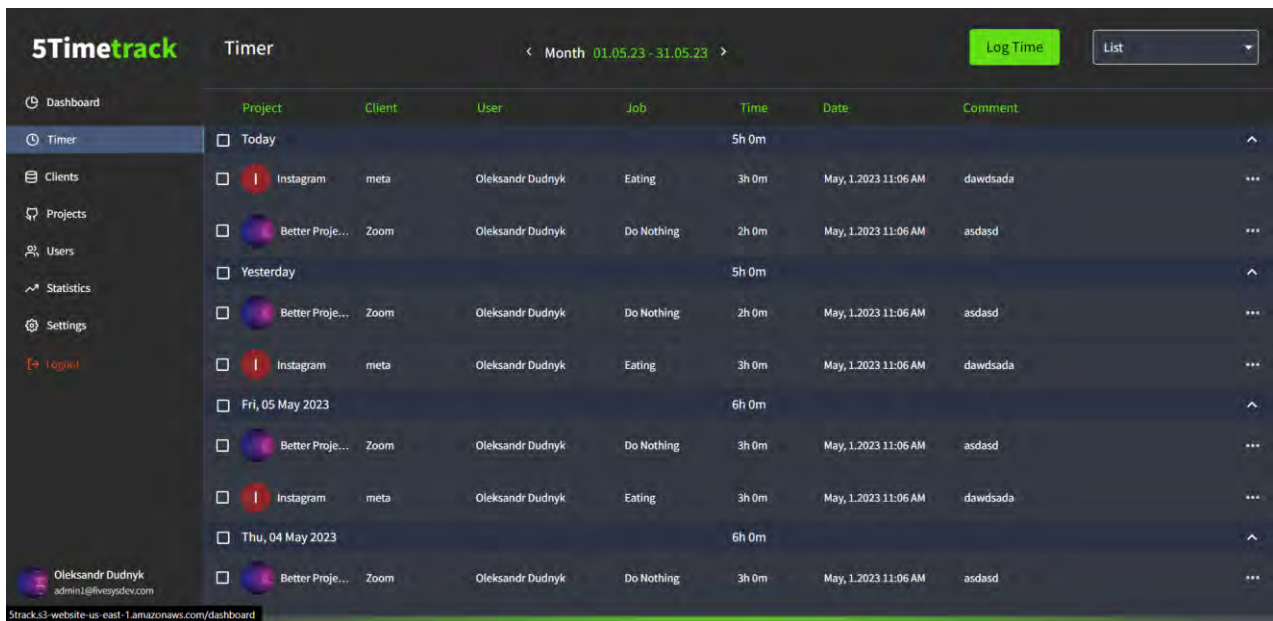 5Timetrack
Timer
Month 01.05.23 - 31.05.23
Log Time
List
Dashboard
Timer
Clients
Projects
Users
Statistics
Settings
Logout
Project Client User Job Time Date Comment
Today 5h 0m
I Instagram meta Oleksandr Dudnyk Eating 3h 0m May, 1.2023 11:06 AM dawdsada
Better Proje... Zoom Oleksandr Dudnyk Do Nothing 2h 0m May, 1.2023 11:06 AM asdasd
Yesterday 5h 0m
Better Proje... Zoom Oleksandr Dudnyk Do Nothing 2h 0m May, 1.2023 11:06 AM asdasd
I Instagram meta Oleksandr Dudnyk Eating 3h 0m May, 1.2023 11:06 AM dawdsada
Fri, 05 May 2023 6h 0m
Better Proje... Zoom Oleksandr Dudnyk Do Nothing 3h 0m May, 1.2023 11:06 AM asdasd
I Instagram meta Oleksandr Dudnyk Eating 3h 0m May, 1.2023 11:06 AM dawdsada
Thu, 04 May 2023 6h 0m
Better Proje... Zoom Oleksandr Dudnyk Do Nothing 3h 0m May, 1.2023 11:06 AM asdasd
Oleksandr Dudnyk
admin1@fivesysdev.com
5track.s3-website-us-east-1.amazonaws.com/dashboard